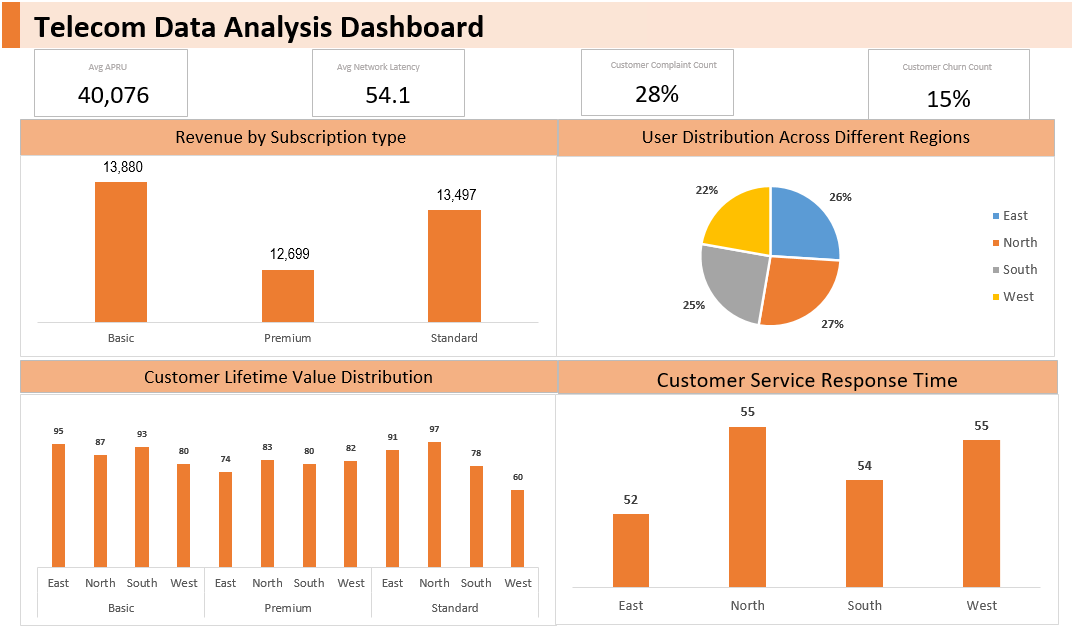 Telecom Data Analysis Dashboard
Avg APRU
40,076
Avg Network Latency
54.1
Customer Complaint Count
28%
Customer Churn Count
15%
Revenue by Subscription type
13,880
12,699
13,497
Basic
Premium
Standard
User Distribution Across Different Regions
22%
26%
25%
27%
East
North
South
West
Customer Lifetime Value Distribution
95
87
93
80
74
83
80
82
91
97
78
60
East North South West East North South West East North South West
Basic Premium Standard
Customer Service Response Time
52
55
54
55
East North South West